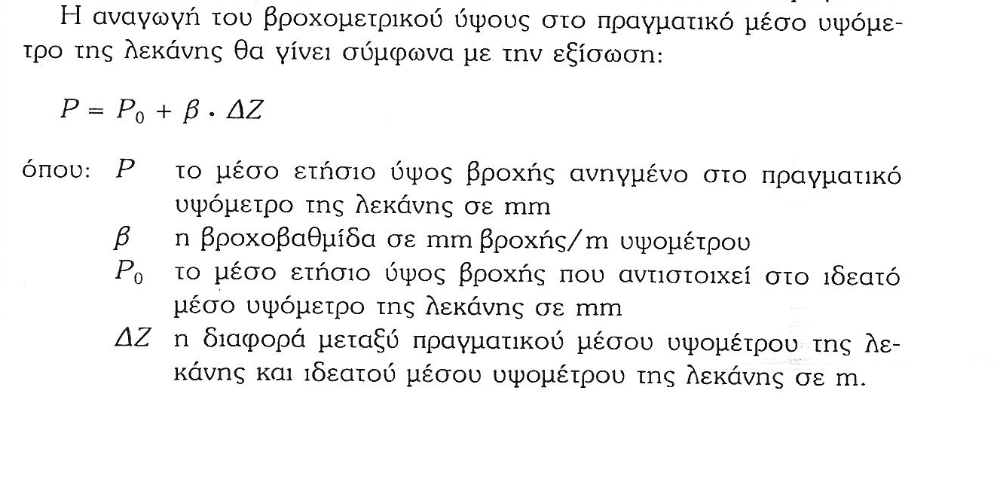 Η αναγωγή του βροχομετρικού ύψους στο πραγματικό μέσο υψόμε-
τρο της λεκάνης θα γίνει σύμφωνα με την εξίσωση:
P = P₀ + β · ΔZ
όπου: P το μέσο ετήσιο ύψος βροχής ανηγμένο στο πραγματικό
υψόμετρο της λεκάνης σε mm
β η βροχοβαθμίδα σε mm βροχής/m υψομέτρου
P₀ το μέσο ετήσιο ύψος βροχής που αντιστοιχεί στο ιδεατό
μέσο υψόμετρο της λεκάνης σε mm
ΔZ η διαφορά μεταξύ πραγματικού μέσου υψομέτρου της λε-
κάνης και ιδεατού μέσου υψομέτρου της λεκάνης σε m.